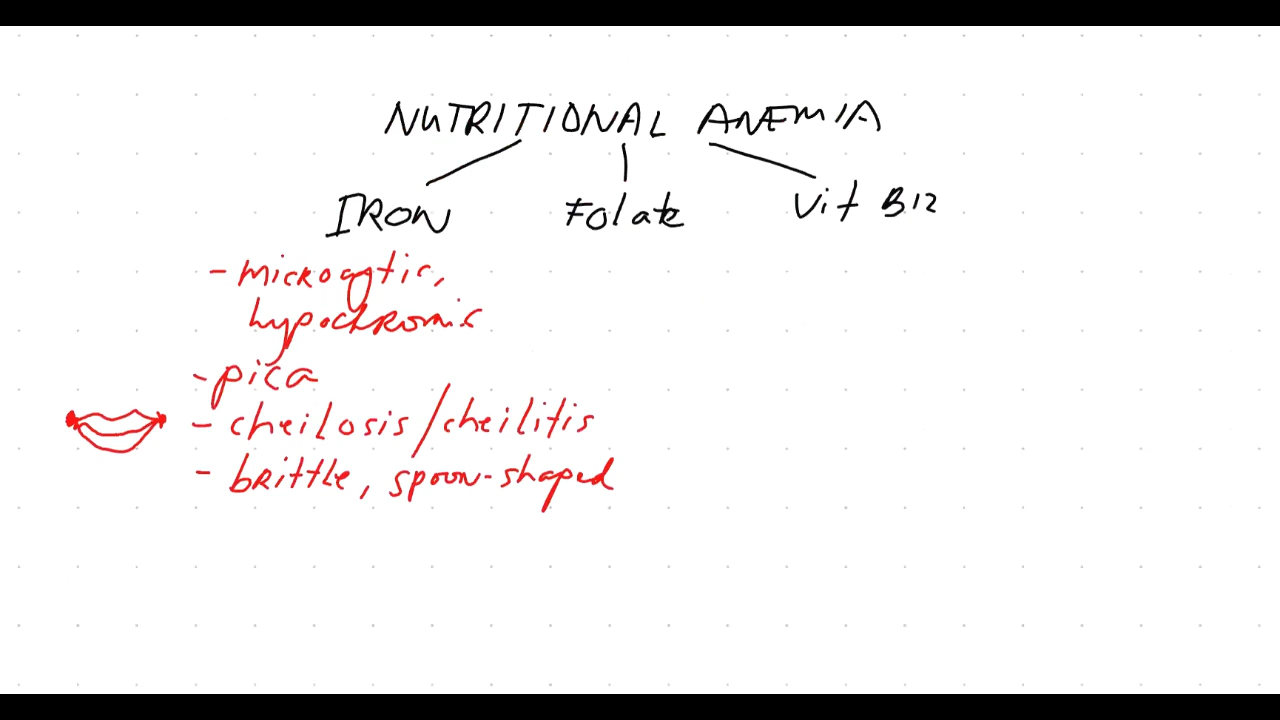 NUTRITIONAL ANEMIA
IRON Folate Vit B12
- microcytic,
hypochromic
- pica
- cheilosis/cheilitis
- brittle, spoon-shaped